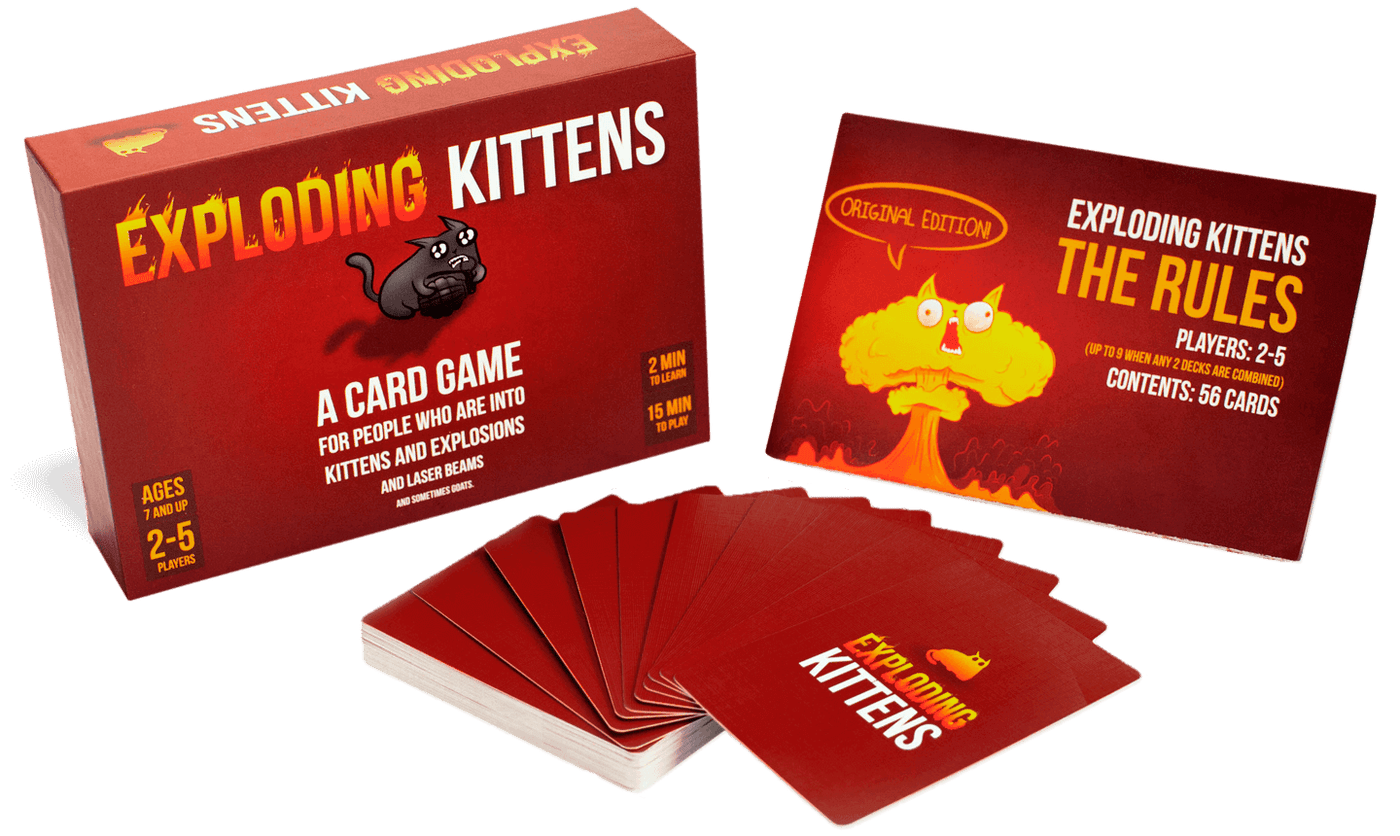 EXPLODING KITTENS
EXPLODING KITTENS
A CARD GAME
FOR PEOPLE WHO ARE INTO
KITTENS AND EXPLOSIONS
AND LASER BEAMS
AND SOMETIMES GOATS.
2 MIN
TO LEARN
15 MIN
TO PLAY
AGES
7 AND UP
2-5
PLAYERS
ORIGINAL EDITION!
EXPLODING KITTENS
THE RULES
PLAYERS: 2-5
(UP TO 9 WHEN ANY 2 DECKS ARE COMBINED)
CONTENTS: 56 CARDS
EXPLODING
KITTENS